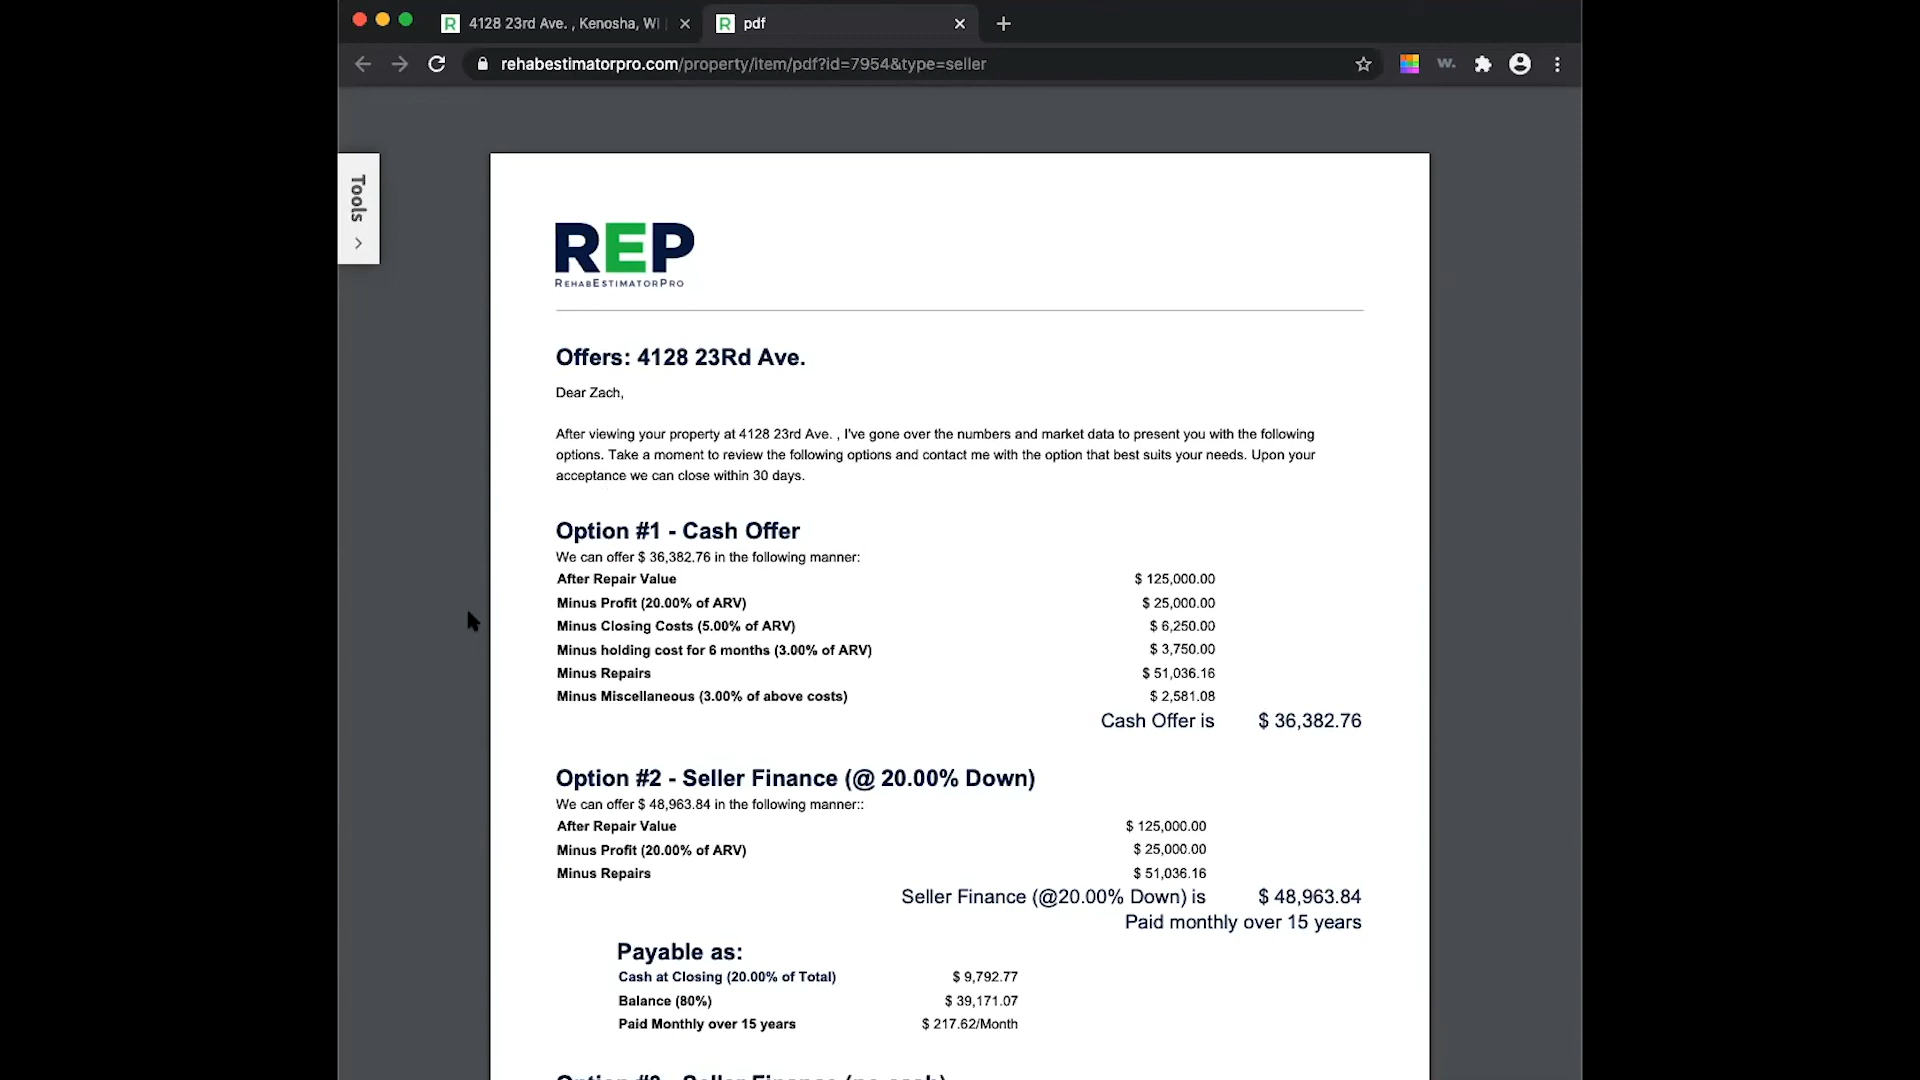 4128 23rd Ave. , Kenosha, WI
pdf
rehabestimatorpro.com/property/item/pdf?id=7954&type=seller
w.
Tools
REP
REHABESTIMATORPRO
Offers: 4128 23Rd Ave.
Dear Zach,
After viewing your property at 4128 23rd Ave. , I've gone over the numbers and market data to present you with the following
options. Take a moment to review the following options and contact me with the option that best suits your needs. Upon your
acceptance we can close within 30 days.
Option #1 - Cash Offer
We can offer $ 36,382.76 in the following manner:
After Repair Value $ 125,000.00
Minus Profit (20.00% of ARV) $ 25,000.00
Minus Closing Costs (5.00% of ARV) $ 6,250.00
Minus holding cost for 6 months (3.00% of ARV) $ 3,750.00
Minus Repairs $ 51,036.16
Minus Miscellaneous (3.00% of above costs) $ 2,581.08
Cash Offer is $ 36,382.76
Option #2 - Seller Finance (@ 20.00% Down)
We can offer $ 48,963.84 in the following manner::
After Repair Value $ 125,000.00
Minus Profit (20.00% of ARV) $ 25,000.00
Minus Repairs $ 51,036.16
Seller Finance (@20.00% Down) is $ 48,963.84
Paid monthly over 15 years
Payable as:
Cash at Closing (20.00% of Total) $ 9,792.77
Balance (80%) $ 39,171.07
Paid Monthly over 15 years $ 217.62/Month
Option #3 - Seller Finance (no cash)